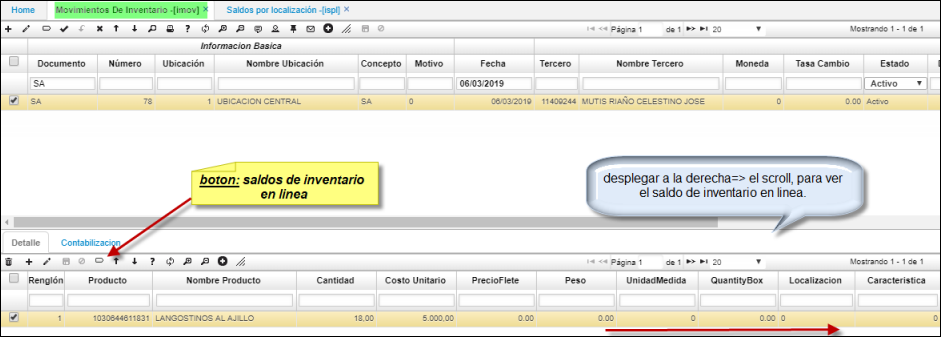 Home Movimientos De Inventario -[imov] × Saldos por localización -[ispl] ×
Página 1 de 1 20 Mostrando 1 - 1 de 1
Informacion Basica
Documento Número Ubicación Nombre Ubicación Concepto Motivo Fecha Tercero Nombre Tercero Moneda Tasa Cambio Estado
SA 06/03/2019 Activo
SA 78 1 UBICACION CENTRAL SA 0 06/03/2019 11409244 MUTIS RIAÑO CELESTINO JOSE 0 0.00 Activo
boton: saldos de inventario
en linea
desplegar a la derecha=> el scroll, para ver
el saldo de inventario en linea.
Detalle Contabilizacion
Página 1 de 1 20 Mostrando 1 - 1 de 1
Renglón Producto Nombre Producto Cantidad Costo Unitario PrecioFlete Peso UnidadMedida QuantityBox Localizacion Caracteristica
1 1030644611831 LANGOSTINOS AL AJILLO 18,00 5.000,00 0.00 0.00 0 0.00 0 0